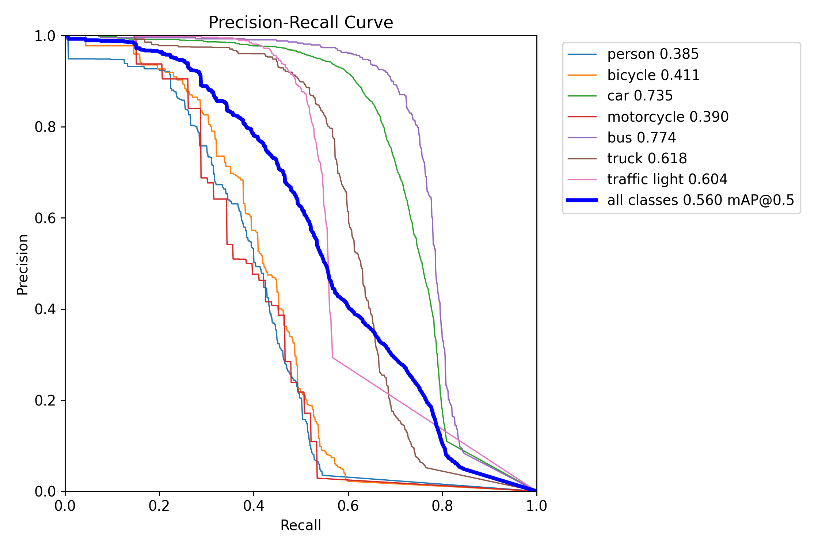 Precision-Recall Curve
1.0
0.8
0.6
0.4
0.2
0.0
Precision
0.0 0.2 0.4 0.6 0.8 1.0
Recall
person 0.385
bicycle 0.411
car 0.735
motorcycle 0.390
bus 0.774
truck 0.618
traffic light 0.604
all classes 0.560 mAP@0.5